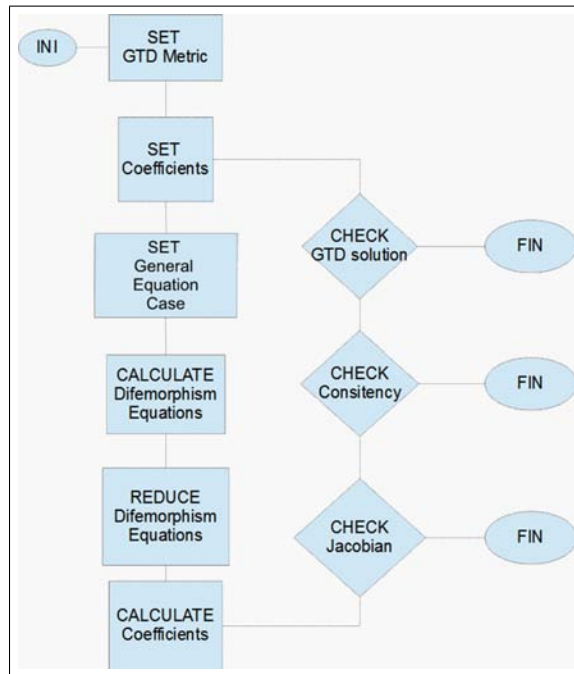 INI
SET
GTD Metric
SET
Coefficients
SET
General
Equation
Case
CALCULATE
Difemorphism
Equations
REDUCE
Difemorphism
Equations
CALCULATE
Coefficients
CHECK
GTD solution
FIN
CHECK
Consitency
FIN
CHECK
Jacobian
FIN